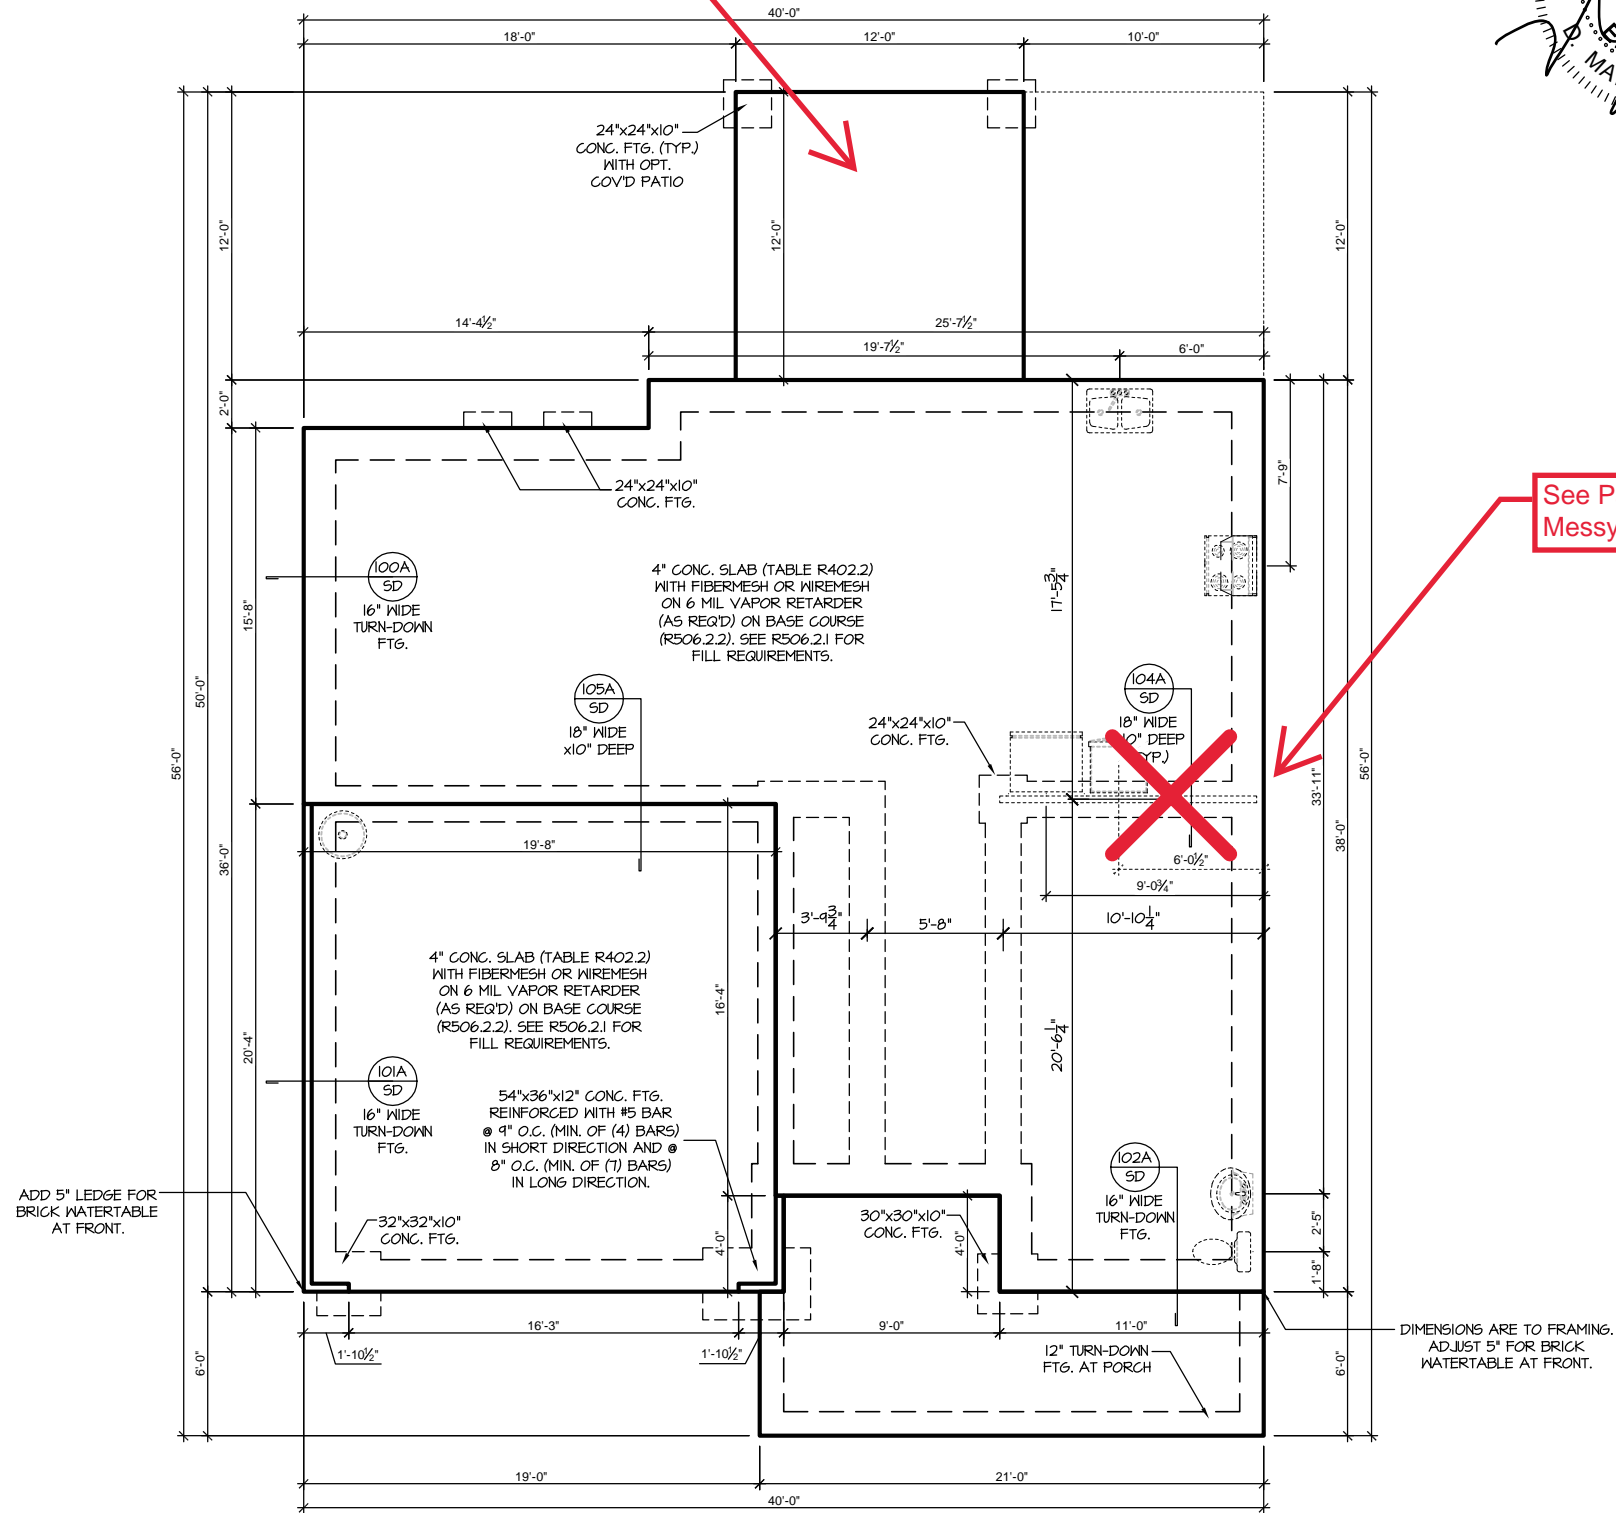 40'-0"
18'-0"
12'-0"
10'-0"
MA
24"x24"x10"
CONC. FTG. (TYP.)
WITH OPT.
COV'D PATIO
12'-0"
12'-0"
12'-0"
14'-4½"
25'-7½"
19'-7½"
6'-0"
2'-0"
7'-9"
24"x24"x10"
CONC. FTG.
See P
Messy
100A
SD
16" WIDE
TURN-DOWN
FTG.
4" CONC. SLAB (TABLE R402.2)
WITH FIBERMESH OR WIREMESH
ON 6 MIL VAPOR RETARDER
(AS REQ'D) ON BASE COURSE
(R506.2.2). SEE R506.2.1 FOR
FILL REQUIREMENTS.
17'-5¾"
15'-8"
50'-0"
56'-0"
105A
SD
18" WIDE
x10" DEEP
104A
SD
18" WIDE
10" DEEP
YP.)
24"x24"x10"
CONC. FTG.
33'-11"
56'-0"
38'-0"
36'-0"
19'-8"
6'-0½"
9'-0¾"
3'-9¾"
5'-8"
10'-10¼"
4" CONC. SLAB (TABLE R402.2)
WITH FIBERMESH OR WIREMESH
ON 6 MIL VAPOR RETARDER
(AS REQ'D) ON BASE COURSE
(R506.2.2). SEE R506.2.1 FOR
FILL REQUIREMENTS.
16'-4"
20'-4"
20'-6¼"
101A
SD
16" WIDE
TURN-DOWN
FTG.
54"x36"x12" CONC. FTG.
REINFORCED WITH #5 BAR
@ 9" O.C. (MIN. OF (4) BARS)
IN SHORT DIRECTION AND @
8" O.C. (MIN. OF (7) BARS)
IN LONG DIRECTION.
102A
SD
16" WIDE
TURN-DOWN
FTG.
ADD 5" LEDGE FOR
BRICK WATERTABLE
AT FRONT.
32"x32"x10"
CONC. FTG.
30"x30"x10"
CONC. FTG.
4'-0"
4'-0"
2'-5"
1'-8"
16'-3"
9'-0"
11'-0"
1'-10½"
1'-10½"
12" TURN-DOWN
FTG. AT PORCH
DIMENSIONS ARE TO FRAMING.
ADJUST 5" FOR BRICK
WATERTABLE AT FRONT.
6'-0"
6'-0"
19'-0"
21'-0"
40'-0"